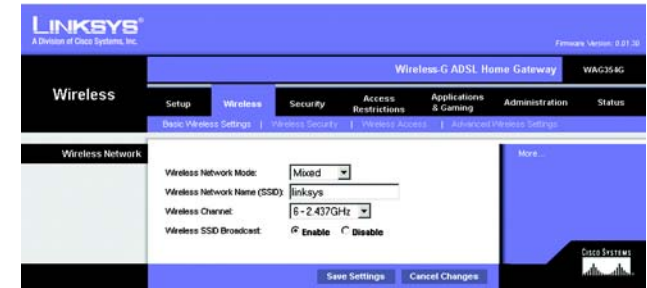 LINKSYS®
A Division of Cisco Systems, Inc.
Firmware Version: 0.01.30
Wireless-G ADSL Home Gateway WAG354G
Wireless
Setup Wireless Security Access Restrictions Applications & Gaming Administration Status
Basic Wireless Settings | Wireless Security | Wireless Access | Advanced Wireless Settings
Wireless Network
More...
Wireless Network Mode: Mixed
Wireless Network Name (SSID): linksys
Wireless Channel: 6 - 2.437GHz
Wireless SSID Broadcast: Enable Disable
Save Settings Cancel Changes
CISCO SYSTEMS